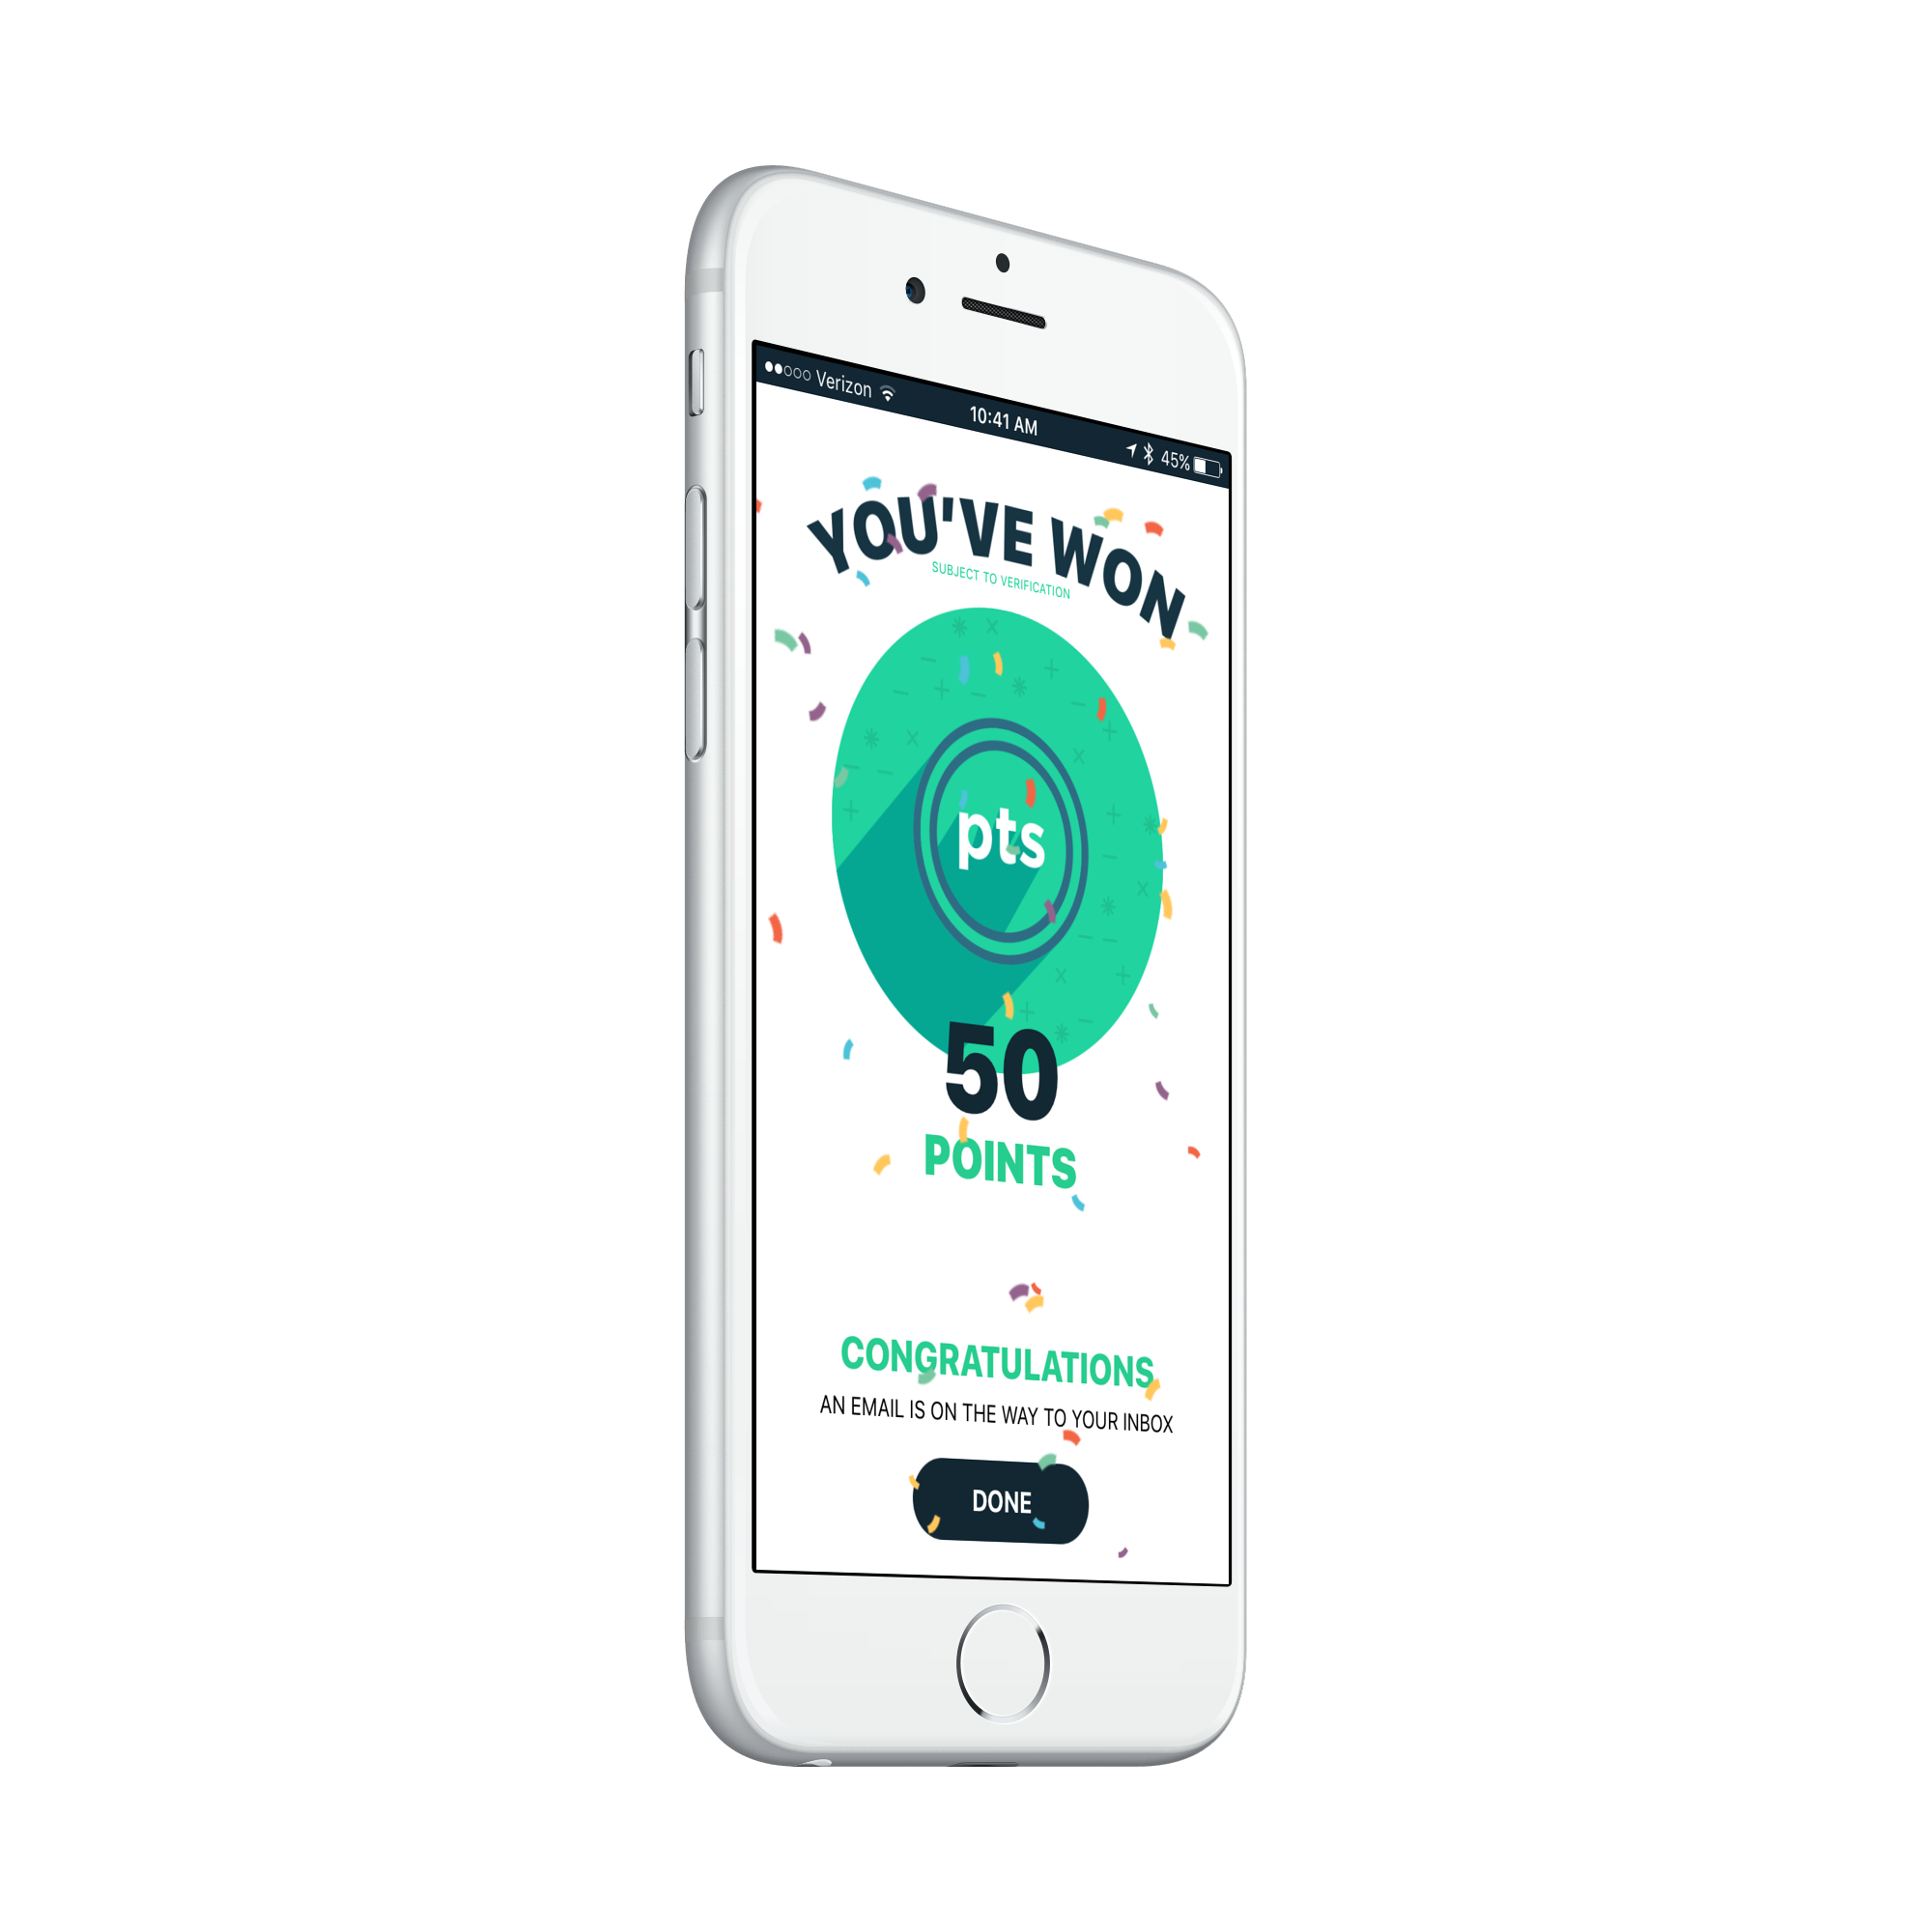 Verizon
10:41 AM
45%
YOU'VE WON
SUBJECT TO VERIFICATION
pts
50
POINTS
CONGRATULATIONS
AN EMAIL IS ON THE WAY TO YOUR INBOX
DONE